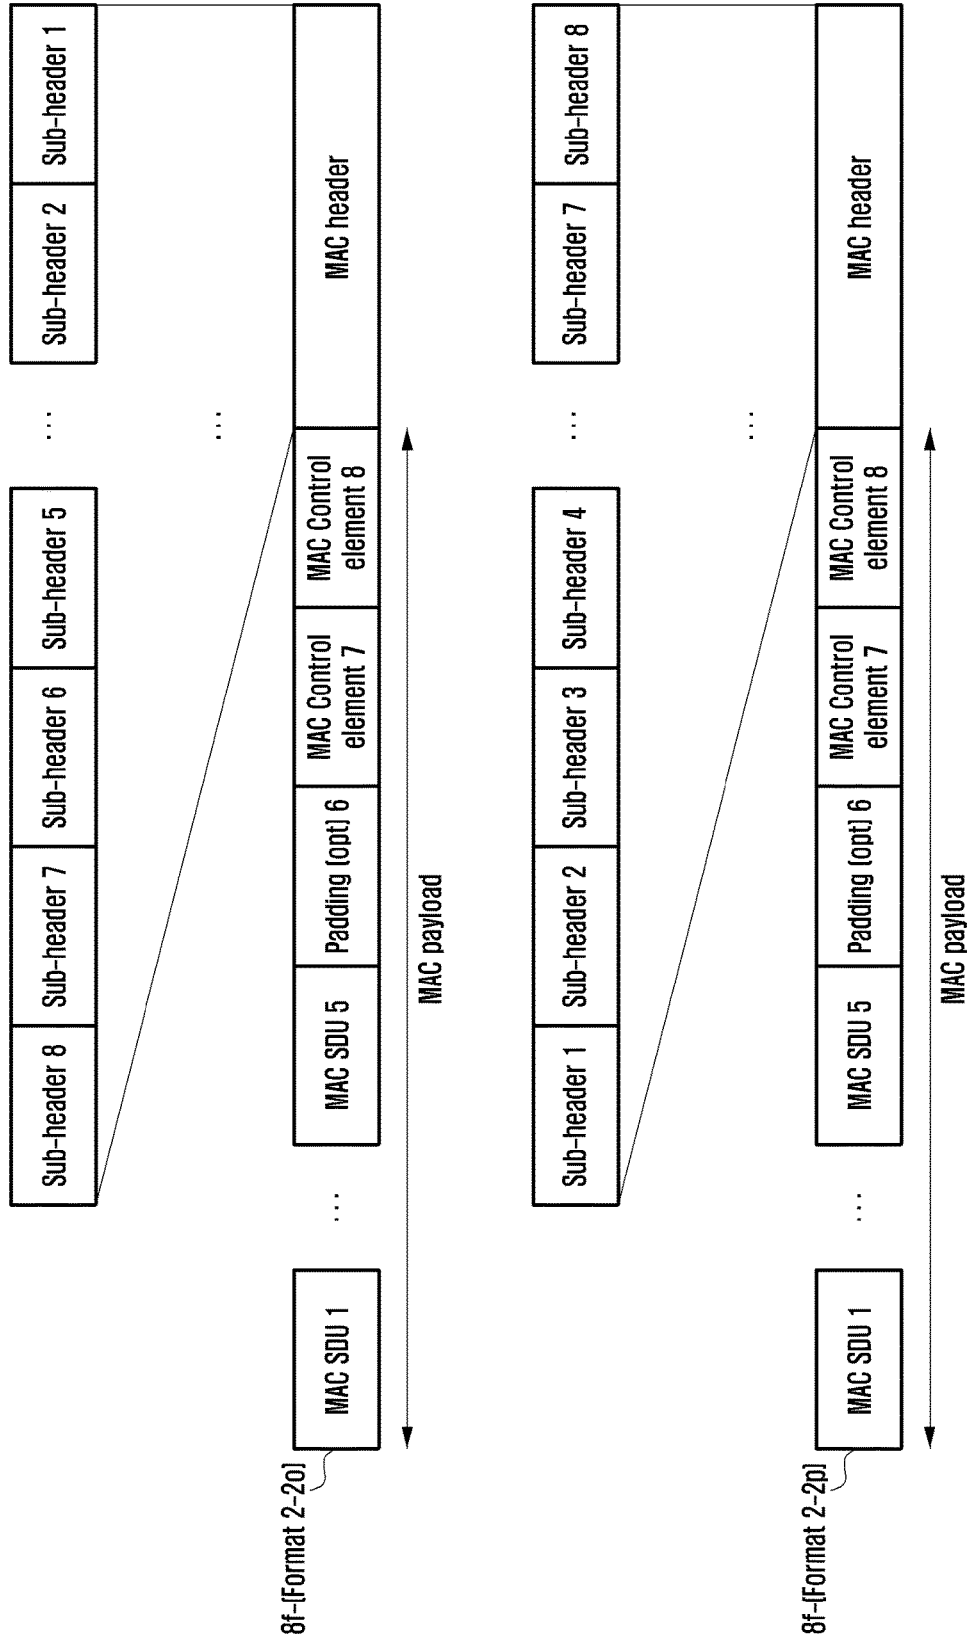 Sub-header 8
Sub-header 7
Sub-header 6
Sub-header 5
...
Sub-header 2
Sub-header 1
...
8f-(Format 2-2o)
MAC SDU 1
...
MAC SDU 5
Padding (opt) 6
MAC Control
element 7
MAC Control
element 8
MAC header
MAC payload
Sub-header 1
Sub-header 2
Sub-header 3
Sub-header 4
...
Sub-header 7
Sub-header 8
...
8f-(Format 2-2p)
MAC SDU 1
...
MAC SDU 5
Padding (opt) 6
MAC Control
element 7
MAC Control
element 8
MAC header
MAC payload